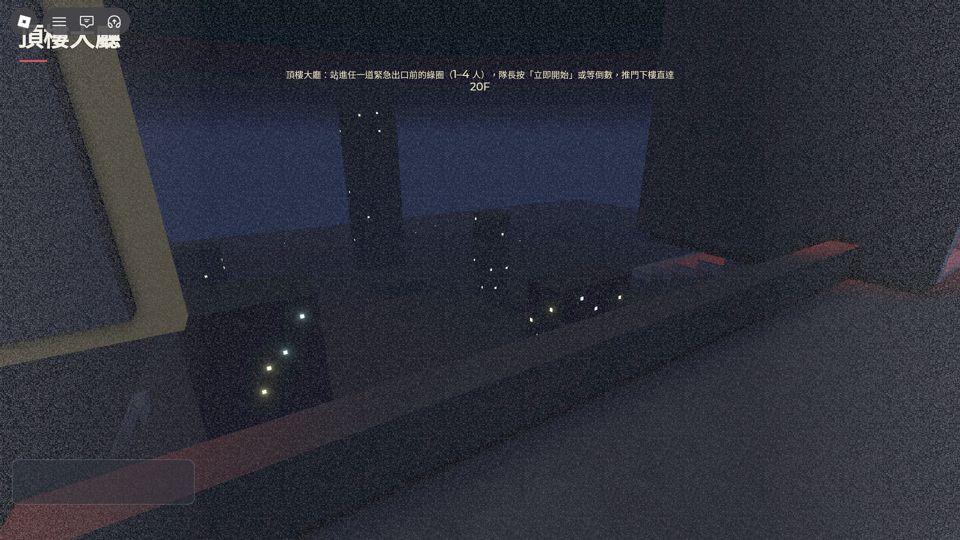 頂樓大廳
頂樓大廳：站進任一道緊急出口前的綠圈（1–4 人），隊長按「立即開始」或等倒數，推門下樓直達
20F